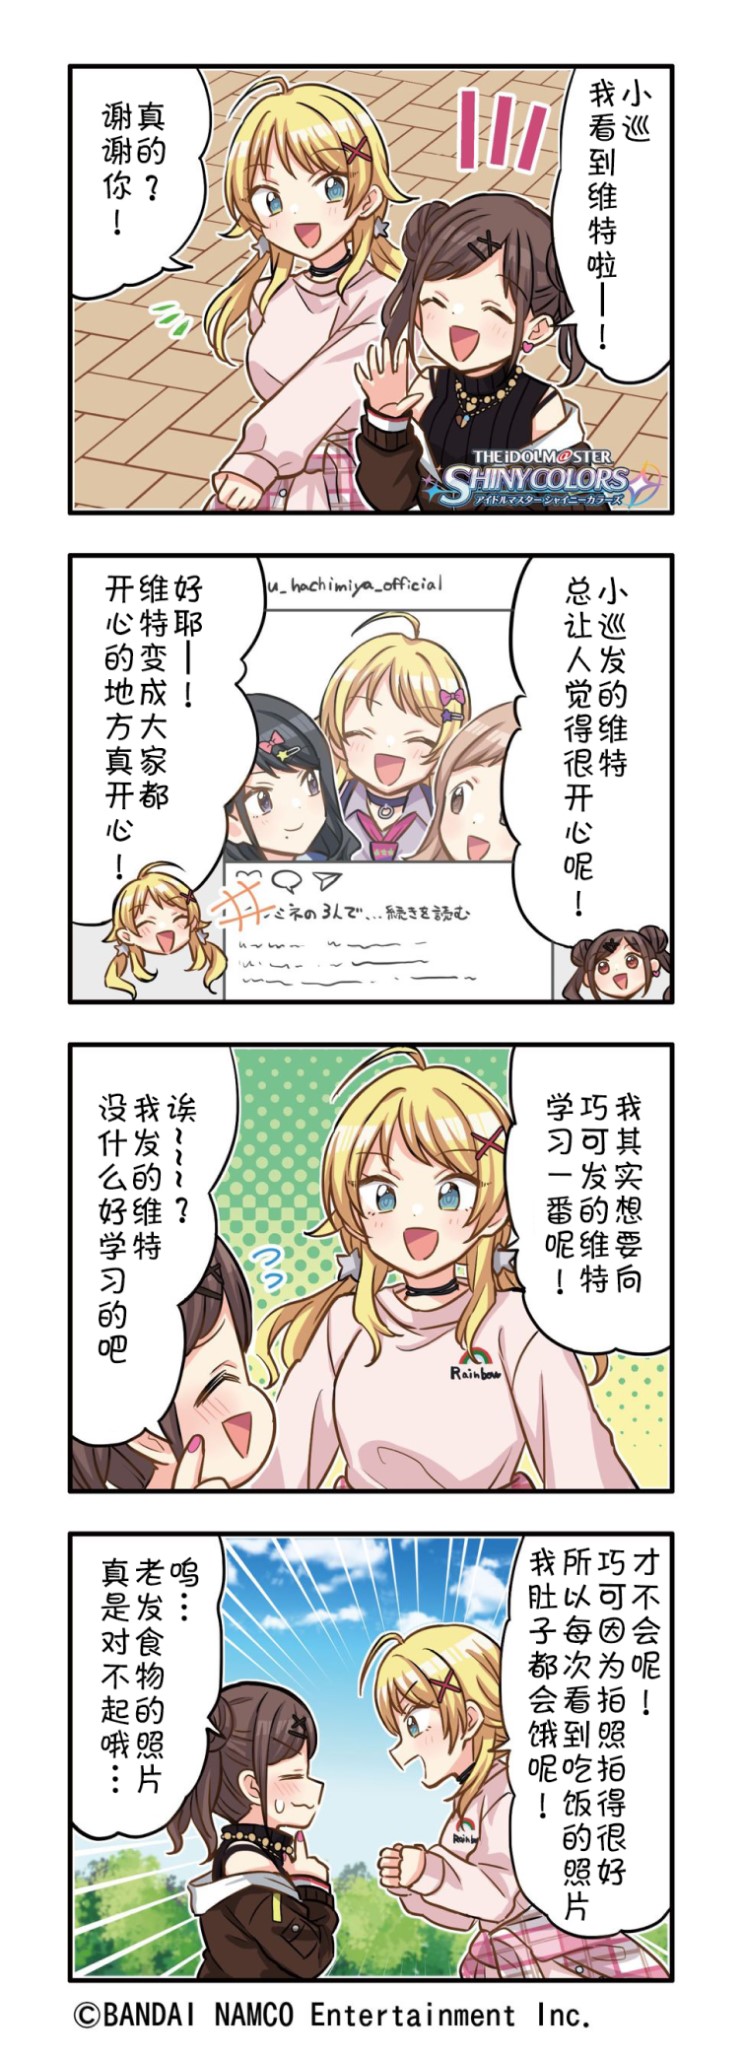 小巡
我看到维特啦—！
真的？
谢谢你！
THE iDOLM@STER
SHINY COLORS
アイドルマスター シャイニーカラーズ
小巡发的维特
总让人觉得很开心呢！
u_hachimiya_official
好耶—！
维特变成大家都
开心的地方真开心！
ミネの3人で...続きを読む
我其实想要向
巧可发的维特
学习一番呢！
诶~~~？
我发的维特
没什么好学习的吧
Rainbow
才不会呢！
巧可因为拍照拍得很好
所以每次看到吃饭的照片
我肚子都会饿呢！
呜…
老发食物的照片
真是对不起哦…
Rainbo
©BANDAI NAMCO Entertainment Inc.